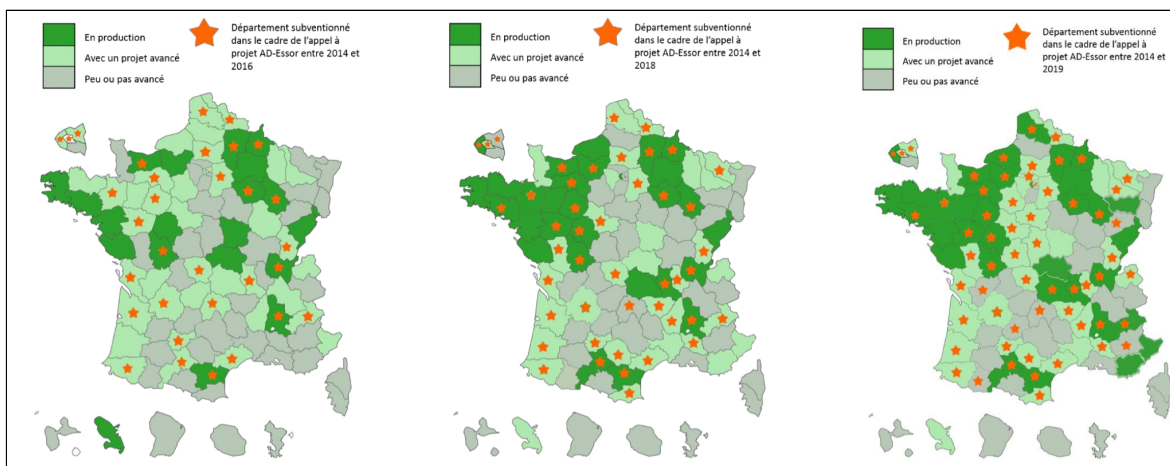 En production
Avec un projet avancé
Peu ou pas avancé
Département subventionné
dans le cadre de l'appel à
projet AD-Essor entre 2014 et
2016
En production
Avec un projet avancé
Peu ou pas avancé
Département subventionné
dans le cadre de l'appel à
projet AD-Essor entre 2014 et
2018
En production
Avec un projet avancé
Peu ou pas avancé
Département subventionné
dans le cadre de l'appel à
projet AD-Essor entre 2014 et
2019